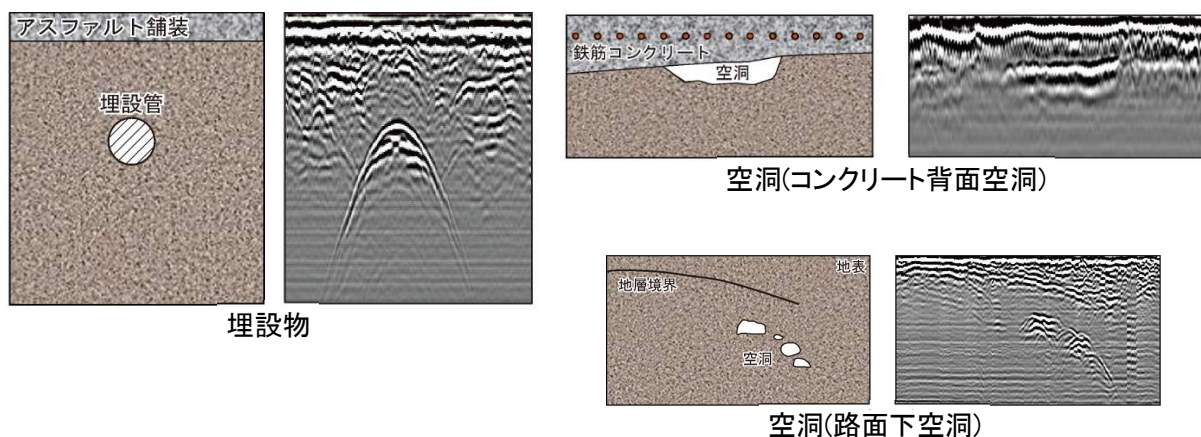 アスファルト舗装
埋設管
埋設物
鉄筋コンクリート
空洞
空洞(コンクリート背面空洞)
地表
地層境界
空洞
空洞(路面下空洞)